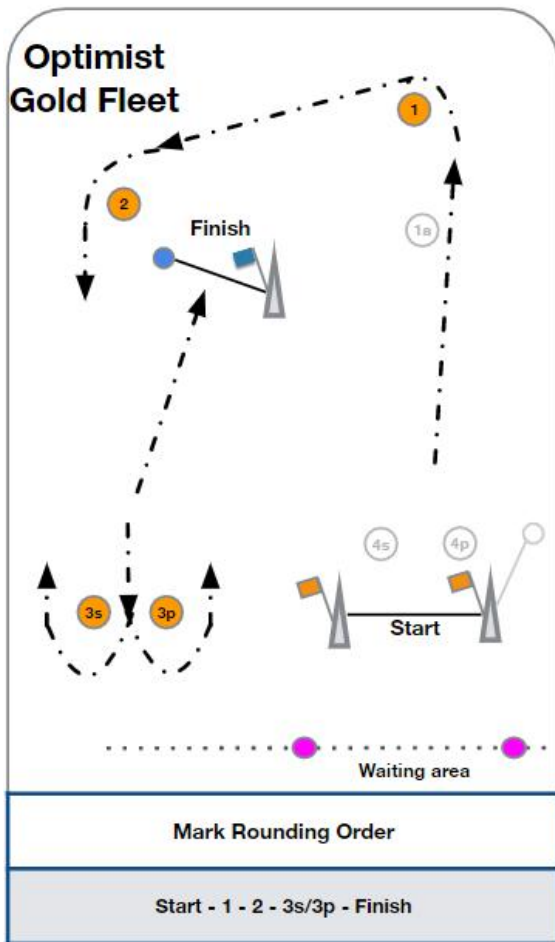 Optimist
Gold Fleet
1
2
Finish
1a
4s
4p
3s
3p
Start
Waiting area
Mark Rounding Order
Start - 1 - 2 - 3s/3p - Finish